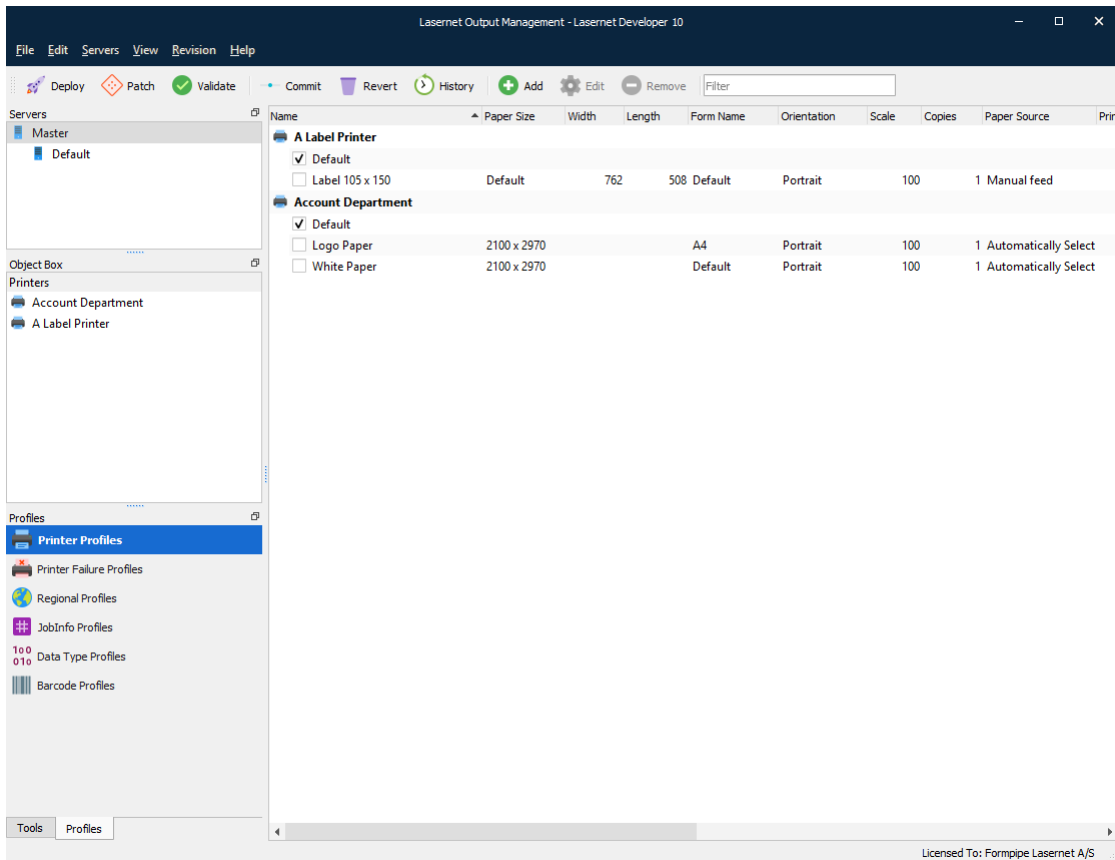 Lasernet Output Management - Lasernet Developer 10
File Edit Servers View Revision Help
Deploy Patch Validate Commit Revert History Add Edit Remove Filter
Servers
Master
Default
Object Box
Printers
Account Department
A Label Printer
Profiles
Printer Profiles
Printer Failure Profiles
Regional Profiles
# JobInfo Profiles
100 010 Data Type Profiles
Barcode Profiles
Tools Profiles
Name Paper Size Width Length Form Name Orientation Scale Copies Paper Source Prin
A Label Printer
Default
Label 105 x 150 Default 762 508 Default Portrait 100 1 Manual feed
Account Department
Default
Logo Paper 2100 x 2970 A4 Portrait 100 1 Automatically Select
White Paper 2100 x 2970 Default Portrait 100 1 Automatically Select
Licensed To: Formpipe Lasernet A/S